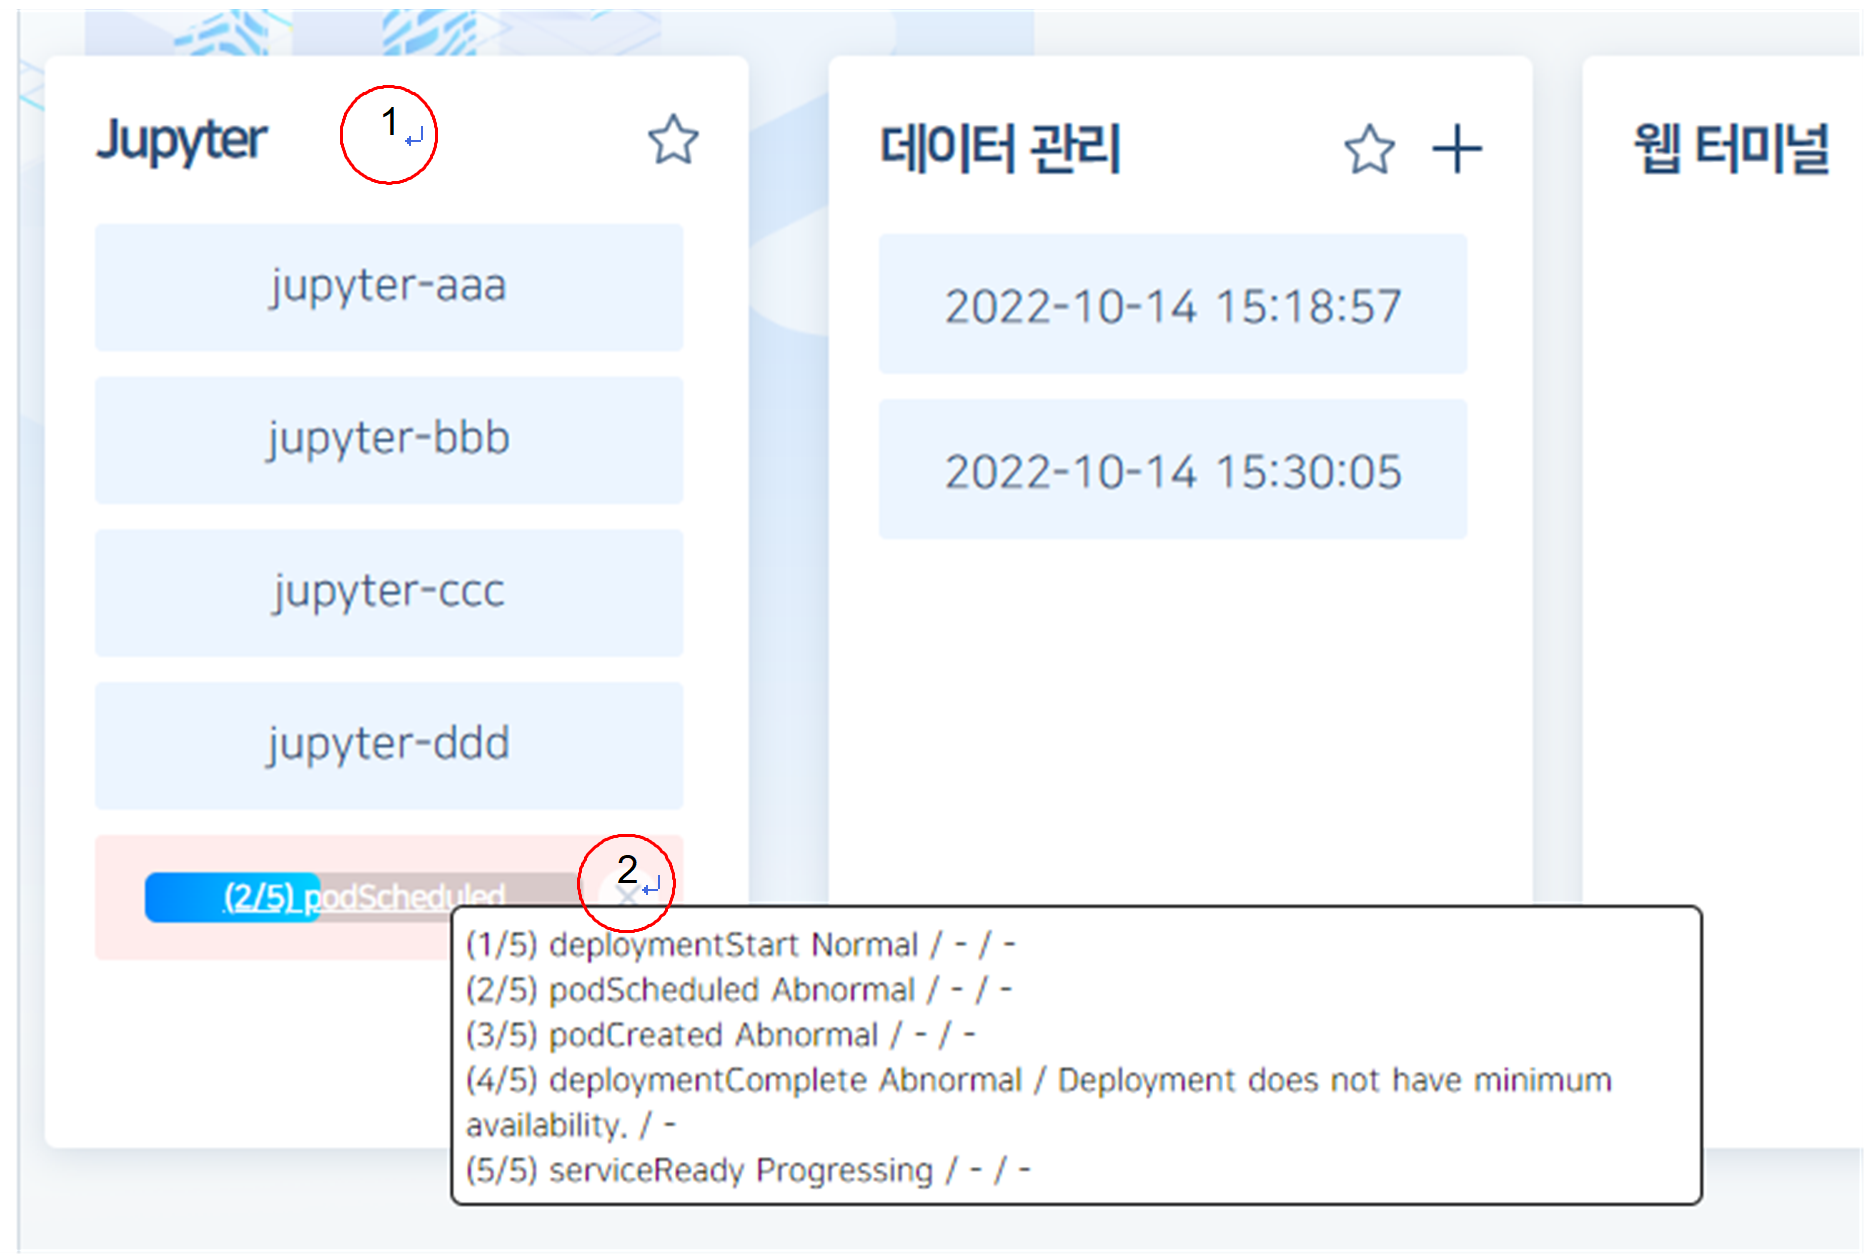 Jupyter
1
데이터 관리
웹 터미널
jupyter-aaa
jupyter-bbb
jupyter-ccc
jupyter-ddd
2022-10-14 15:18:57
2022-10-14 15:30:05
(2/5) podScheduled
2
(1/5) deploymentStart Normal / - / -
(2/5) podScheduled Abnormal / - / -
(3/5) podCreated Abnormal / - / -
(4/5) deploymentComplete Abnormal / Deployment does not have minimum
availability. / -
(5/5) serviceReady Progressing / - / -